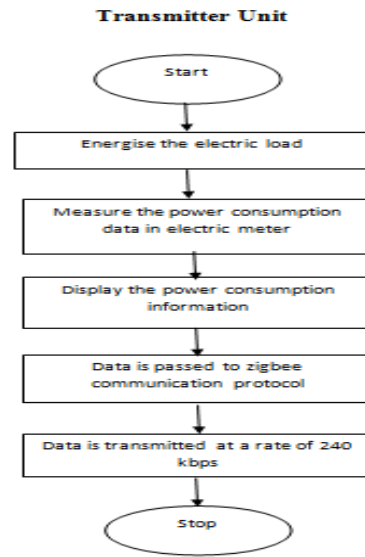 Transmitter Unit
Start
Energise the electric load
Measure the power consumption
data in electric meter
Display the power consumption
information
Data is passed to zigbee
communication protocol
Data is transmitted at a rate of 240
kbps
Stop